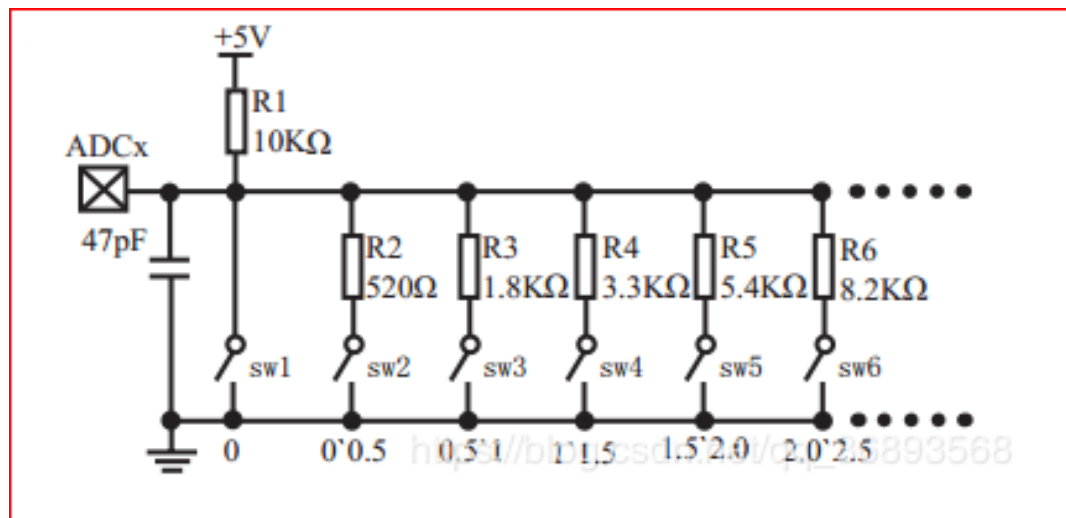 +5V
R1
10KΩ
ADCx
47pF
R2
520Ω
R3
1.8KΩ
R4
3.3KΩ
R5
5.4KΩ
R6
8.2KΩ
sw1
sw2
sw3
sw4
sw5
sw6
0
0`0.5
0.5`1
1`1.5
1.5`2.0
2.0`2.5